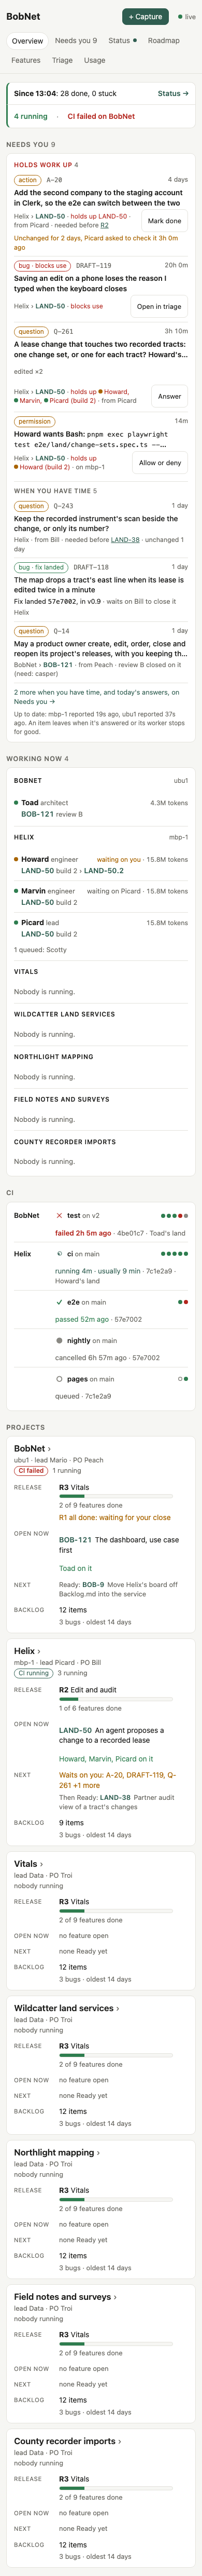 BobNet
+ Capture
live
Overview
Needs you 9
Status
Roadmap
Features
Triage
Usage
Since 13:04: 28 done, 0 stuck
Status →
4 running · CI failed on BobNet
NEEDS YOU 9
HOLDS WORK UP 4
action A-20 4 days
Add the second company to the staging account in Clerk, so the e2e can switch between the two
Helix › LAND-50 · holds up LAND-50 · from Picard · needed before R2
Mark done
Unchanged for 2 days, Picard asked to check it 3h 0m ago
bug · blocks use DRAFT-119 20h 0m
Saving an edit on a phone loses the reason I typed when the keyboard closes
Helix › LAND-50 · blocks use
Open in triage
question Q-261 3h 10m
A lease change that touches two recorded tracts: one change set, or one for each tract? Howard's...
edited ×2
Helix › LAND-50 · holds up Howard, Marvin, Picard (build 2) · from Picard
Answer
permission 14m
Howard wants Bash: pnpm exec playwright test e2e/land/change-sets.spec.ts --...
Helix › LAND-50 · holds up Howard (build 2) · on mbp-1
Allow or deny
WHEN YOU HAVE TIME 5
question Q-243 1 day
Keep the recorded instrument's scan beside the change, or only its number?
Helix · from Bill · needed before LAND-38 · unchanged 1 day
bug · fix landed DRAFT-118 1 day
The map drops a tract's east line when its lease is edited twice in a minute
Fix landed 57e7002, in v0.9 · waits on Bill to close it
Helix
question Q-14 1 day
May a product owner create, edit, order, close and reopen its project's releases, with you keeping th...
BobNet › BOB-121 · from Peach · review B closed on it (need: casper)
2 more when you have time, and today's answers, on Needs you →
Up to date: mbp-1 reported 19s ago, ubu1 reported 37s ago. An item leaves when it's answered or its worker stops for good.
WORKING NOW 4
BOBNET ubu1
Toad architect 4.3M tokens
BOB-121 review B
HELIX mbp-1
Howard engineer waiting on you · 15.8M tokens
LAND-50 build 2 › LAND-50.2
Marvin engineer waiting on Picard · 15.8M tokens
LAND-50 build 2
Picard lead 15.8M tokens
LAND-50 build 2
1 queued: Scotty
VITALS
Nobody is running.
WILDCATTER LAND SERVICES
Nobody is running.
NORTHLIGHT MAPPING
Nobody is running.
FIELD NOTES AND SURVEYS
Nobody is running.
COUNTY RECORDER IMPORTS
Nobody is running.
CI
BobNet test on v2
failed 2h 5m ago · 4be01c7 · Toad's land
Helix ci on main
running 4m · usually 9 min · 7c1e2a9 · Howard's land
e2e on main
passed 52m ago · 57e7002
nightly on main
cancelled 6h 57m ago · 57e7002
pages on main
queued · 7c1e2a9
PROJECTS
BobNet ›
ubu1 · lead Mario · PO Peach
CI failed 1 running
RELEASE R3 Vitals
2 of 9 features done
R1 all done: waiting for your close
OPEN NOW
BOB-121 The dashboard, use case first
Toad on it
NEXT Ready: BOB-9 Move Helix's board off Backlog.md into the service
BACKLOG 12 items
3 bugs · oldest 14 days
Helix ›
mbp-1 · lead Picard · PO Bill
CI running 3 running
RELEASE R2 Edit and audit
1 of 6 features done
OPEN NOW
LAND-50 An agent proposes a change to a recorded lease
Howard, Marvin, Picard on it
NEXT Waits on you: A-20, DRAFT-119, Q-261 +1 more
Then Ready: LAND-38 Partner audit view of a tract's changes
BACKLOG 9 items
3 bugs · oldest 14 days
Vitals ›
lead Data · PO Troi
nobody running
RELEASE R3 Vitals
2 of 9 features done
OPEN NOW no feature open
NEXT none Ready yet
BACKLOG 12 items
3 bugs · oldest 14 days
Wildcatter land services ›
lead Data · PO Troi
nobody running
RELEASE R3 Vitals
2 of 9 features done
OPEN NOW no feature open
NEXT none Ready yet
BACKLOG 12 items
3 bugs · oldest 14 days
Northlight mapping ›
lead Data · PO Troi
nobody running
RELEASE R3 Vitals
2 of 9 features done
OPEN NOW no feature open
NEXT none Ready yet
BACKLOG 12 items
3 bugs · oldest 14 days
Field notes and surveys ›
lead Data · PO Troi
nobody running
RELEASE R3 Vitals
2 of 9 features done
OPEN NOW no feature open
NEXT none Ready yet
BACKLOG 12 items
3 bugs · oldest 14 days
County recorder imports ›
lead Data · PO Troi
nobody running
RELEASE R3 Vitals
2 of 9 features done
OPEN NOW no feature open
NEXT none Ready yet
BACKLOG 12 items
3 bugs · oldest 14 days